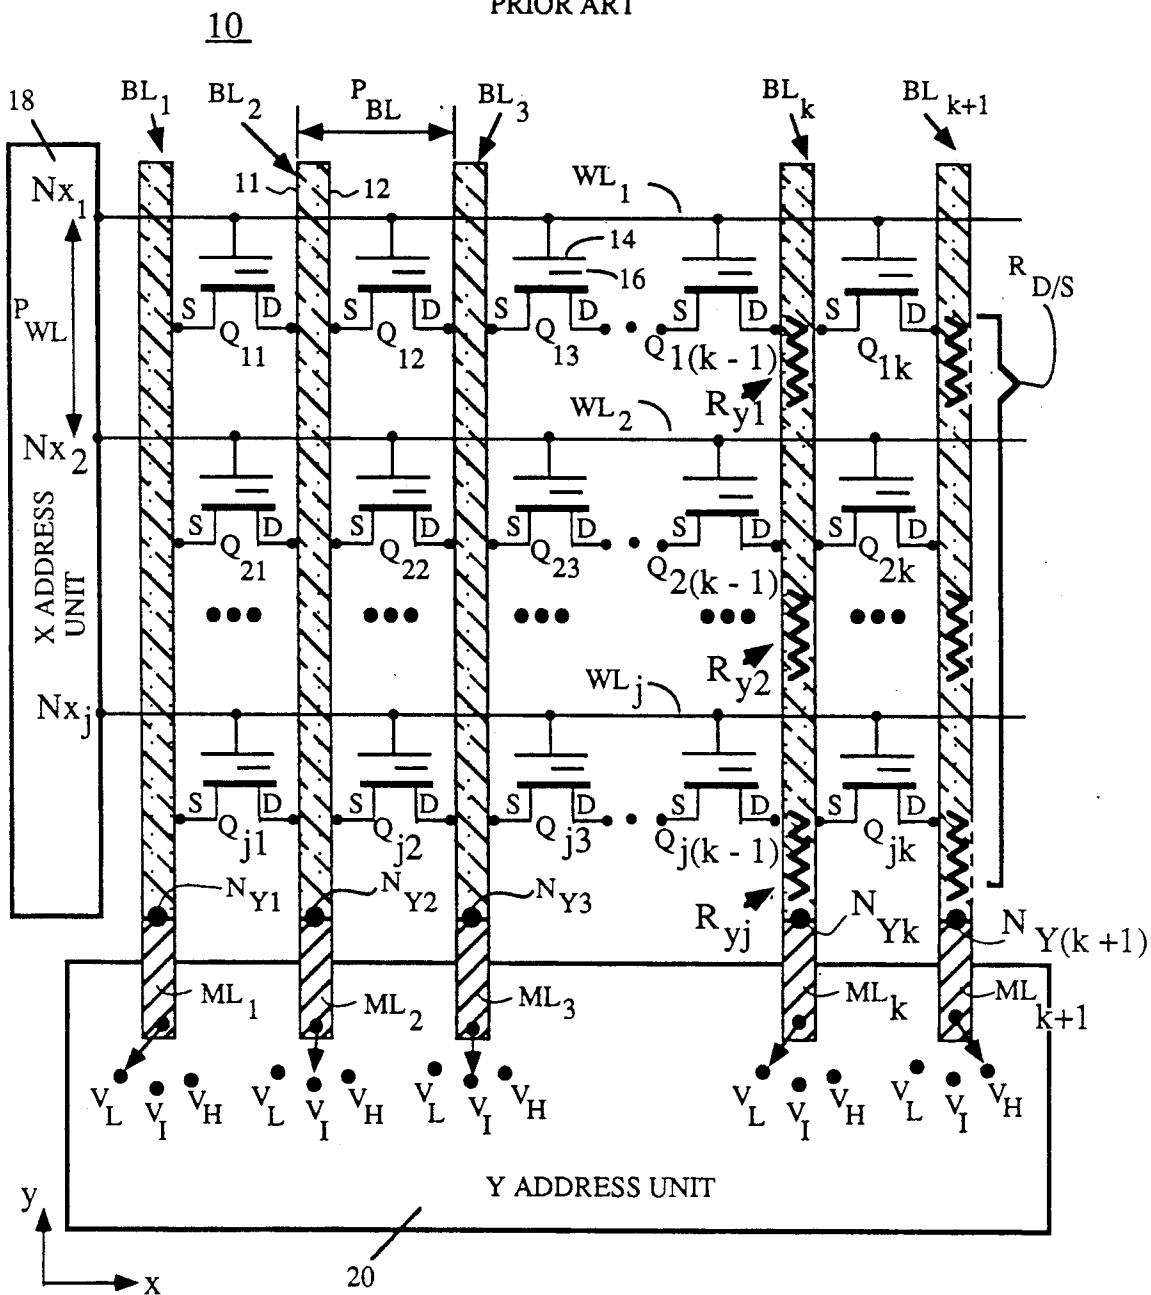 PRIOR ART
10
18
BL1
BL2
PBL
BL3
BLk
BLk+1
Nx1
11
12
WL1
14
16
RD/S
PWL
S D S D S D S D S D
Q11
Q12
Q13
Q1(k - 1)
Q1k
Ry1
WL2
Nx2
S D S D S D S D S D
Q21
Q22
Q23
Q2(k - 1)
Q2k
X ADDRESS
UNIT
Ry2
WLj
Nxj
S D S D S D S D S D
Qj1
Qj2
Qj3
Qj(k - 1)
Qjk
Ryj
NY1
NY2
NY3
NYk
NY(k +1)
ML1
ML2
ML3
MLk
MLk+1
VL VI VH
VL VI VH
VL VI VH
VL VI VH
VL VI VH
Y ADDRESS UNIT
y
x
20